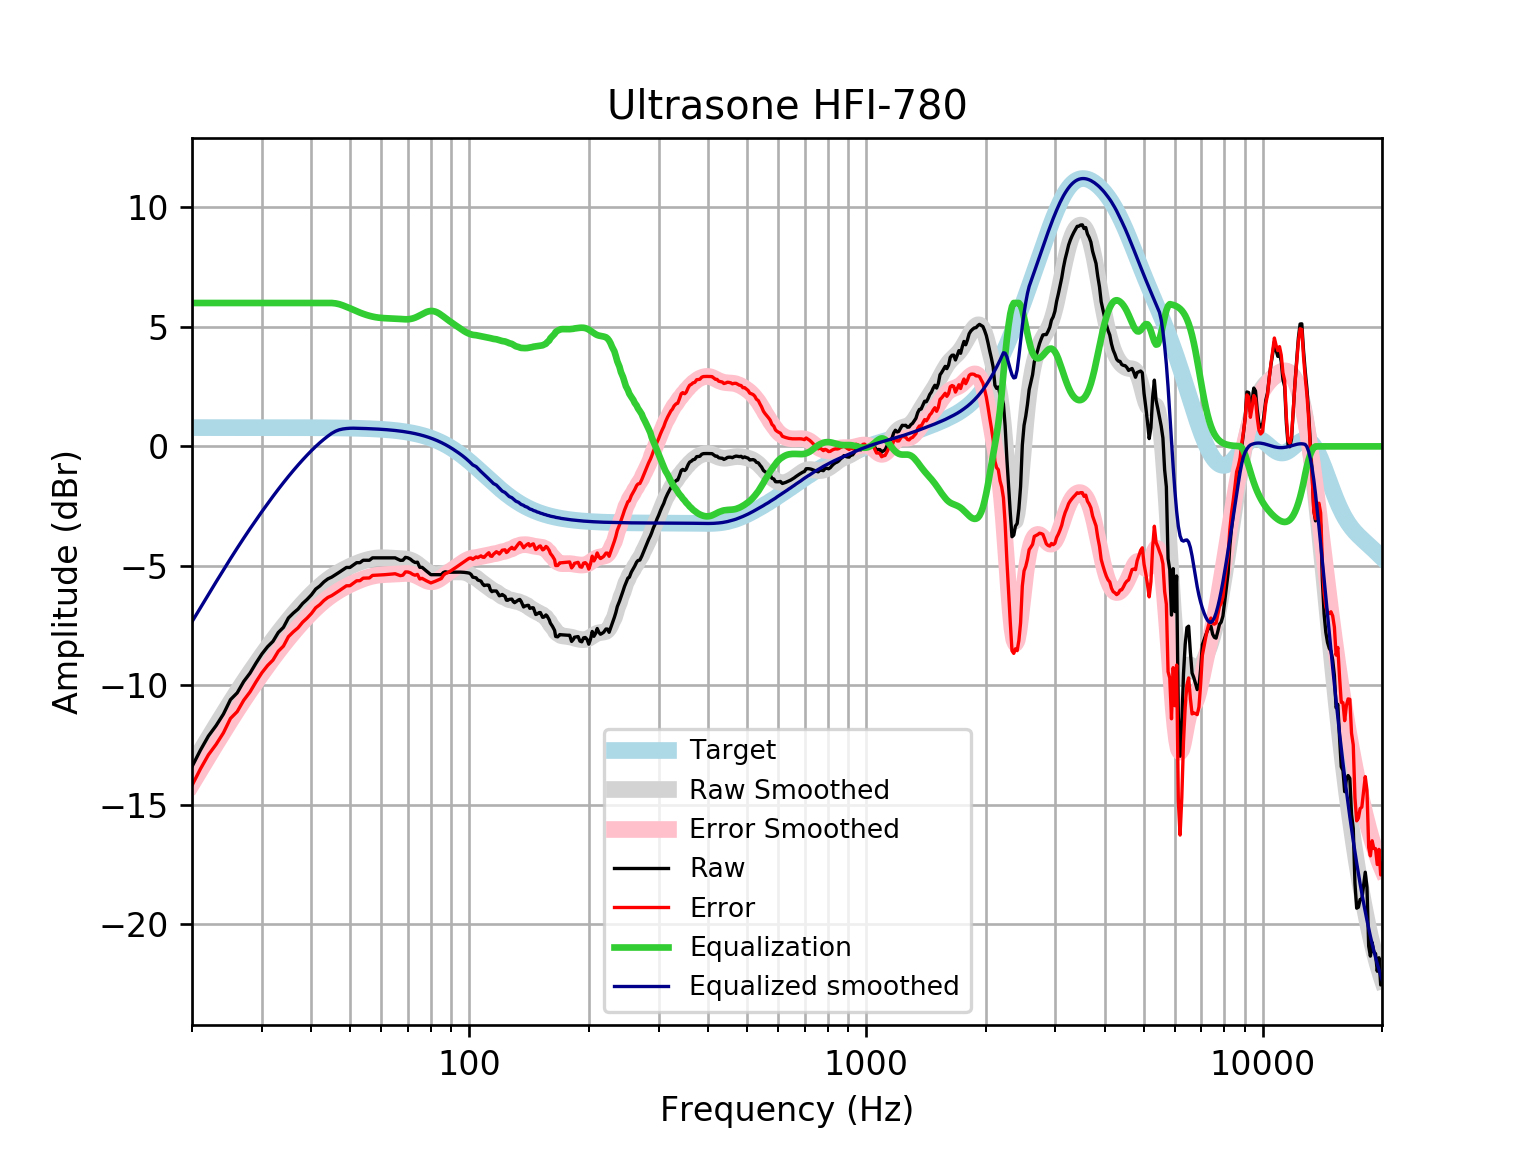 Ultrasone HFI-780
10
5
0
−5
−10
−15
−20
Amplitude (dBr)
Target
Raw Smoothed
Error Smoothed
Raw
Error
Equalization
Equalized smoothed
100
1000
10000
Frequency (Hz)